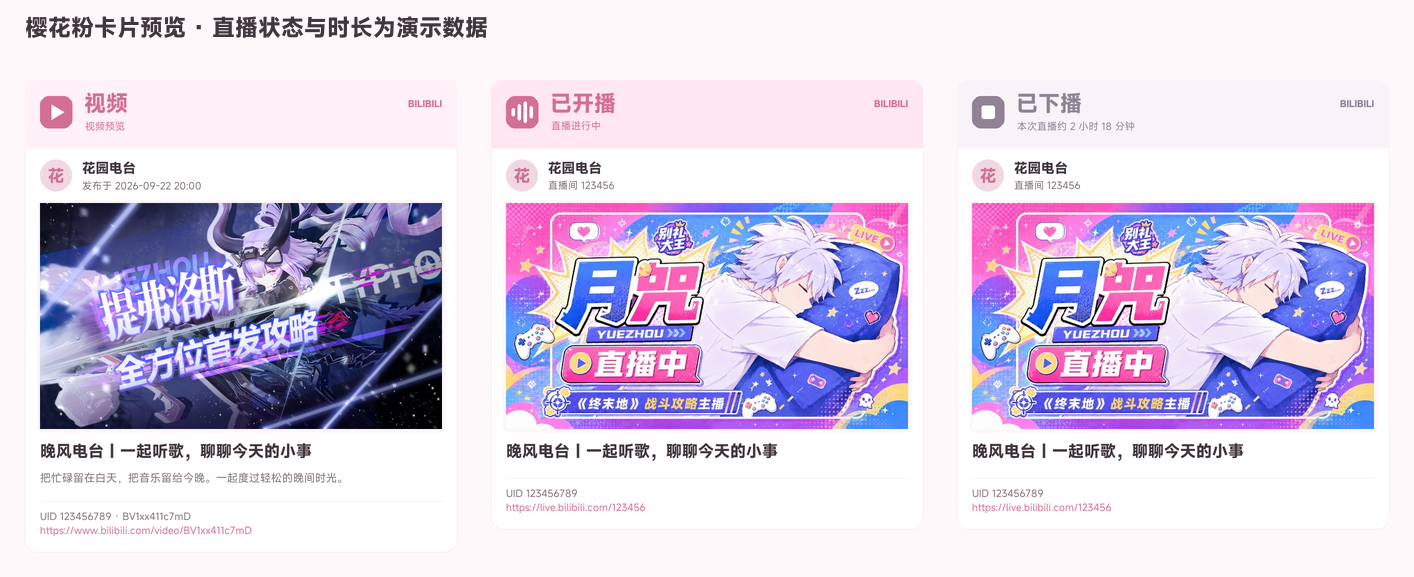 樱花粉卡片预览 · 直播状态与时长为演示数据
视频
视频预览
BILIBILI
花
花园电台
发布于 2026-09-22 20:00
YUEZHOU
提弗洛斯
全方位首发攻略
晚风电台丨一起听歌，聊聊今天的小事
把忙碌留在白天，把音乐留给今晚。一起度过轻松的晚间时光。
UID 123456789 · BV1xx411c7mD
https://www.bilibili.com/video/BV1xx411c7mD
已开播
直播进行中
BILIBILI
花
花园电台
直播间 123456
别礼大王
LIVE
月咒
Zzz...
YUEZHOU
直播中
《终末地》战斗攻略主播
晚风电台丨一起听歌，聊聊今天的小事
UID 123456789
https://live.bilibili.com/123456
已下播
本次直播约 2 小时 18 分钟
BILIBILI
花
花园电台
直播间 123456
别礼大王
LIVE
月咒
Zzz...
YUEZHOU
直播中
《终末地》战斗攻略主播
晚风电台丨一起听歌，聊聊今天的小事
UID 123456789
https://live.bilibili.com/123456